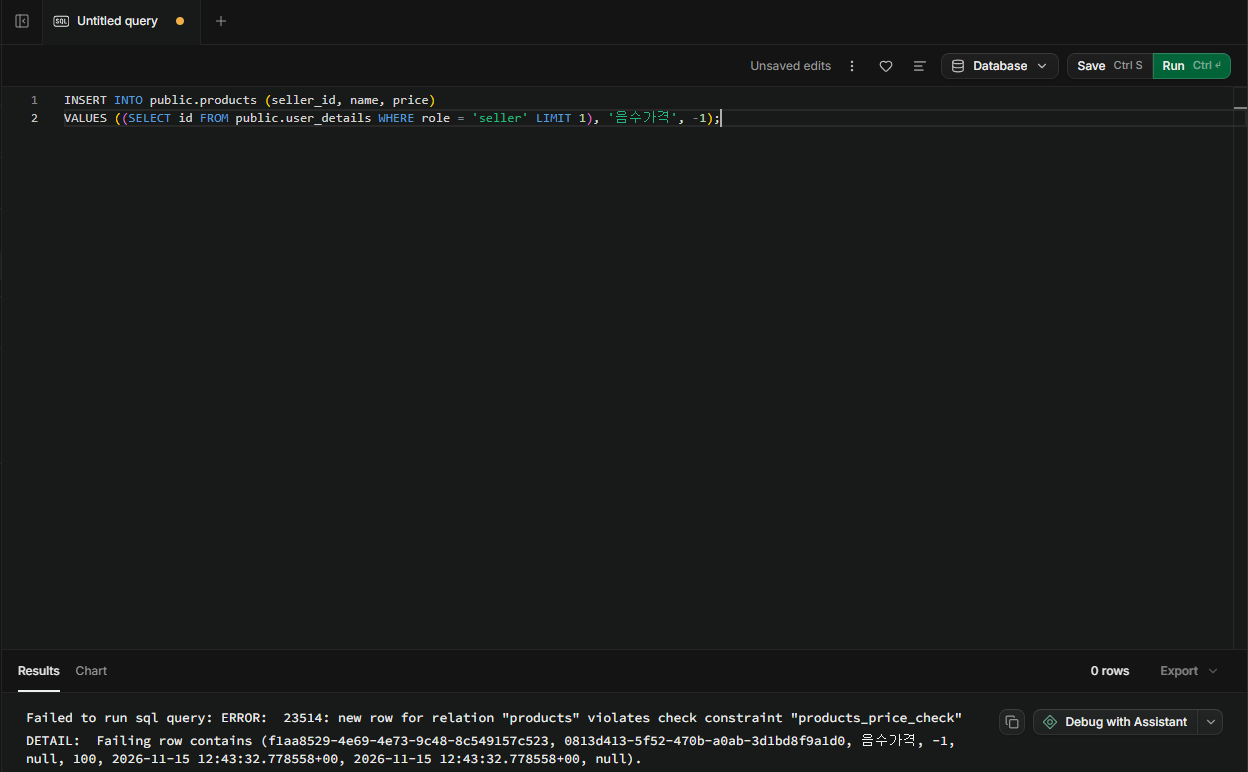 SQL Untitled query
Unsaved edits Database Save Ctrl S Run Ctrl ↵
1 INSERT INTO public.products (seller_id, name, price)
2 VALUES ((SELECT id FROM public.user_details WHERE role = 'seller' LIMIT 1), '음수가격', -1);
Results Chart 0 rows Export
Failed to run sql query: ERROR: 23514: new row for relation "products" violates check constraint "products_price_check"
Debug with Assistant
DETAIL: Failing row contains (f1aa8529-4e69-4e73-9c48-8c549157c523, 0813d413-5f52-470b-a0ab-3d1bd8f9a1d0, 음수가격, -1,
null, 100, 2026-11-15 12:43:32.778558+00, 2026-11-15 12:43:32.778558+00, null).